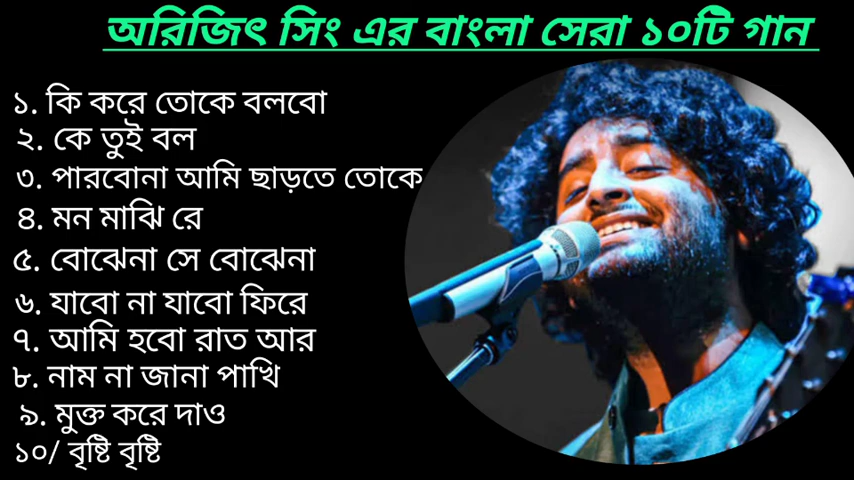 অরিজিৎ সিং এর বাংলা সেরা ১০টি গান
১. কি করে তোকে বলবো
২. কে তুই বল
৩. পারবোনা আমি ছাড়তে তোকে
৪. মন মাঝি রে
৫. বোঝেনা সে বোঝেনা
৬. যাবো না যাবো ফিরে
৭. আমি হবো রাত আর
৮. নাম না জানা পাখি
৯. মুক্ত করে দাও
১০/ বৃষ্টি বৃষ্টি